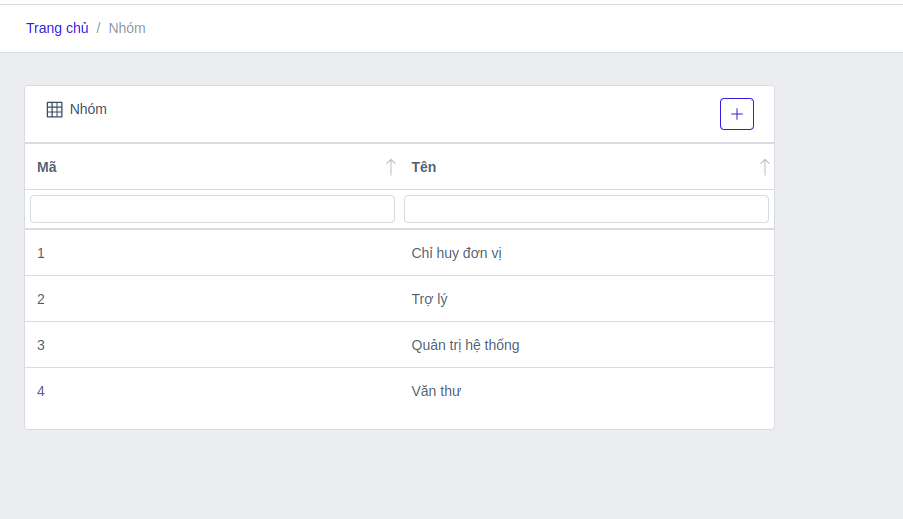 Trang chủ / Nhóm
Nhóm
Mã Tên
1 Chỉ huy đơn vị
2 Trợ lý
3 Quản trị hệ thống
4 Văn thư